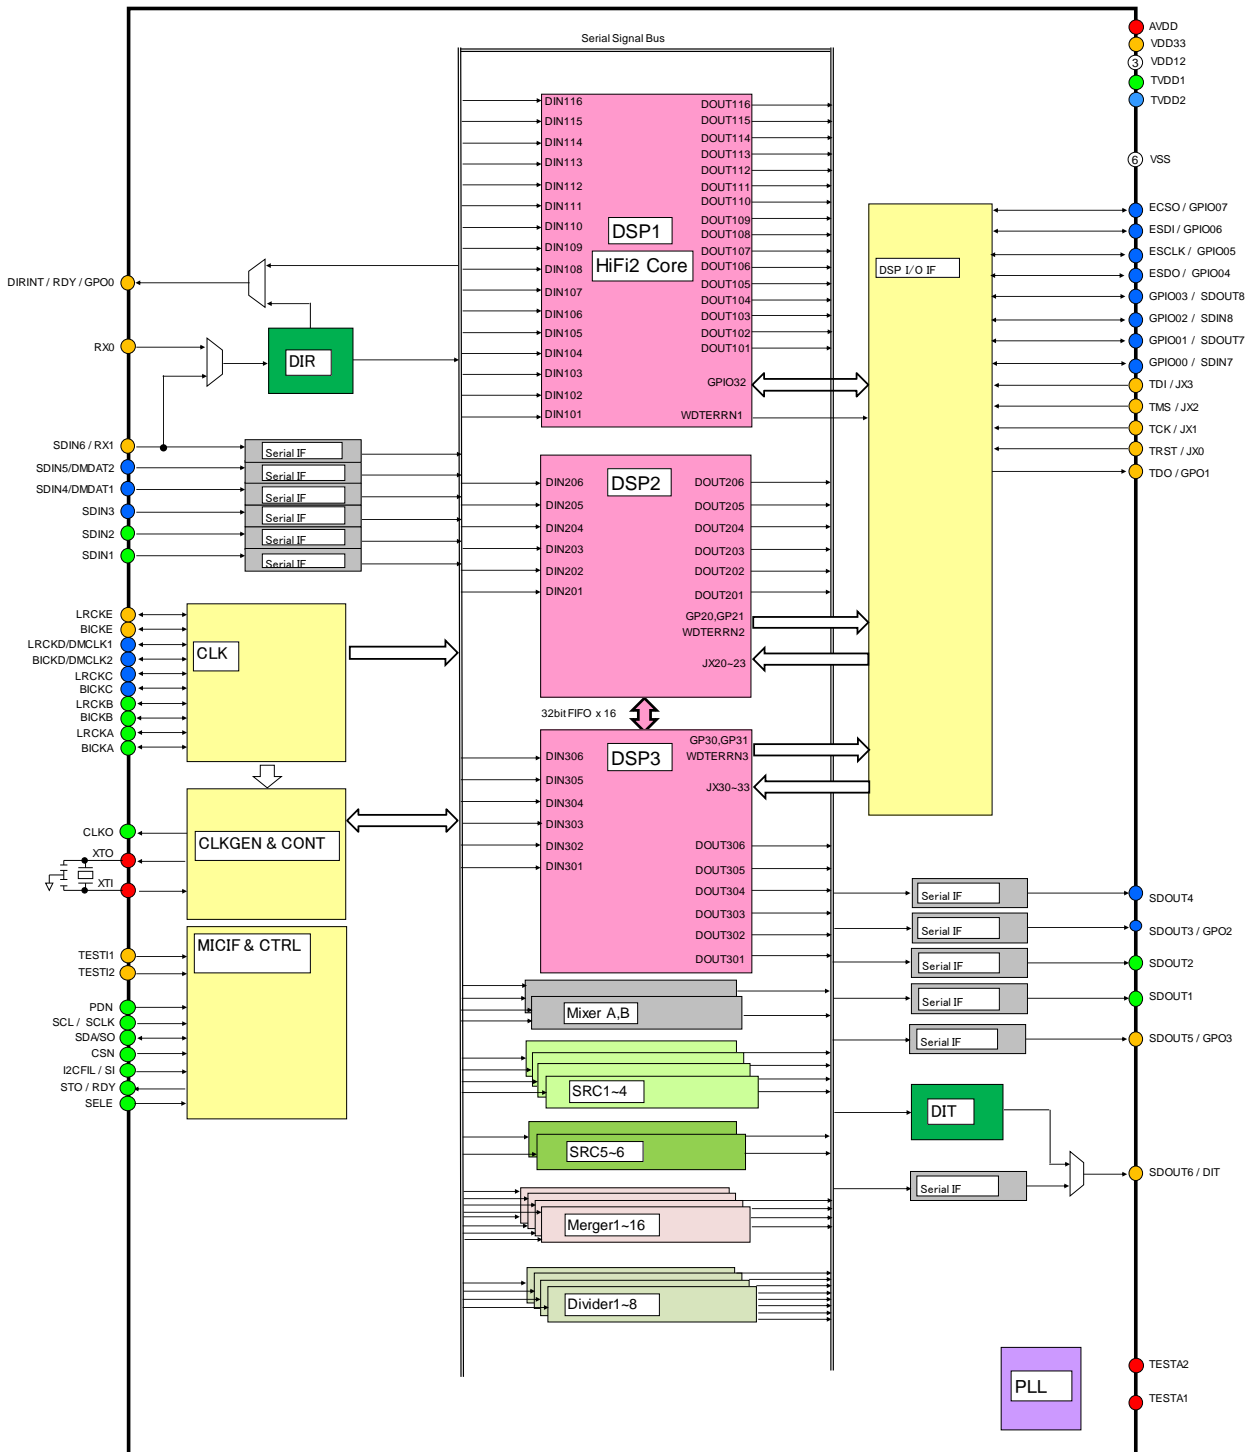 Serial Signal Bus
AVDD
VDD33
3 VDD12
TVDD1
TVDD2
6 VSS
DIRINT / RDY / GPO0
RX0
SDIN6 / RX1
SDIN5/DMDAT2
SDIN4/DMDAT1
SDIN3
SDIN2
SDIN1
LRCKE
BICKE
LRCKD/DMCLK1
BICKD/DMCLK2
LRCKC
BICKC
LRCKB
BICKB
LRCKA
BICKA
CLKO
XTO
XTI
TESTI1
TESTI2
PDN
SCL / SCLK
SDA/SO
CSN
I2CFIL / SI
STO / RDY
SELE
DIR
Serial IF
Serial IF
Serial IF
Serial IF
Serial IF
Serial IF
CLK
CLKGEN & CONT
MICIF & CTRL
DIN116
DIN115
DIN114
DIN113
DIN112
DIN111
DIN110
DIN109
DIN108
DIN107
DIN106
DIN105
DIN104
DIN103
DIN102
DIN101
DSP1
HiFi2 Core
DOUT116
DOUT115
DOUT114
DOUT113
DOUT112
DOUT111
DOUT110
DOUT109
DOUT108
DOUT107
DOUT106
DOUT105
DOUT104
DOUT103
DOUT102
DOUT101
GPIO32
WDTERRN1
DIN206
DIN205
DIN204
DIN203
DIN202
DIN201
DSP2
DOUT206
DOUT205
DOUT204
DOUT203
DOUT202
DOUT201
GP20,GP21
WDTERRN2
JX20~23
32bit FIFO x 16
DIN306
DIN305
DIN304
DIN303
DIN302
DIN301
DSP3
GP30,GP31
WDTERRN3
JX30~33
DOUT306
DOUT305
DOUT304
DOUT303
DOUT302
DOUT301
Mixer A,B
SRC1~4
SRC5~6
Merger1~16
Divider1~8
DSP I/O IF
ECSO / GPIO07
ESDI / GPIO06
ESCLK / GPIO05
ESDO / GPIO04
GPIO03 / SDOUT8
GPIO02 / SDIN8
GPIO01 / SDOUT7
GPIO00 / SDIN7
TDI / JX3
TMS / JX2
TCK / JX1
TRST / JX0
TDO / GPO1
Serial IF
Serial IF
Serial IF
Serial IF
Serial IF
DIT
Serial IF
SDOUT4
SDOUT3 / GPO2
SDOUT2
SDOUT1
SDOUT5 / GPO3
SDOUT6 / DIT
PLL
TESTA2
TESTA1